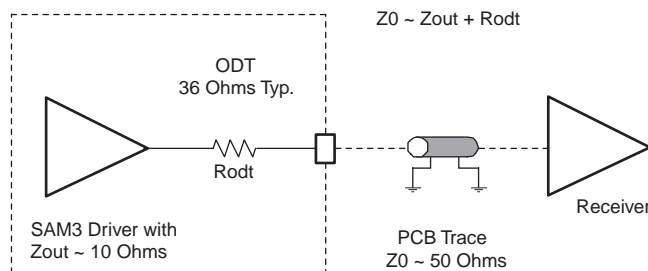 Z0 ~ Zout + Rodt
ODT
36 Ohms Typ.
Rodt
Receiver
SAM3 Driver with
Zout ~ 10 Ohms
PCB Trace
Z0 ~ 50 Ohms